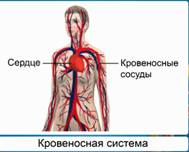 Сердце
Кровеносные
сосуды
Кровеносная система